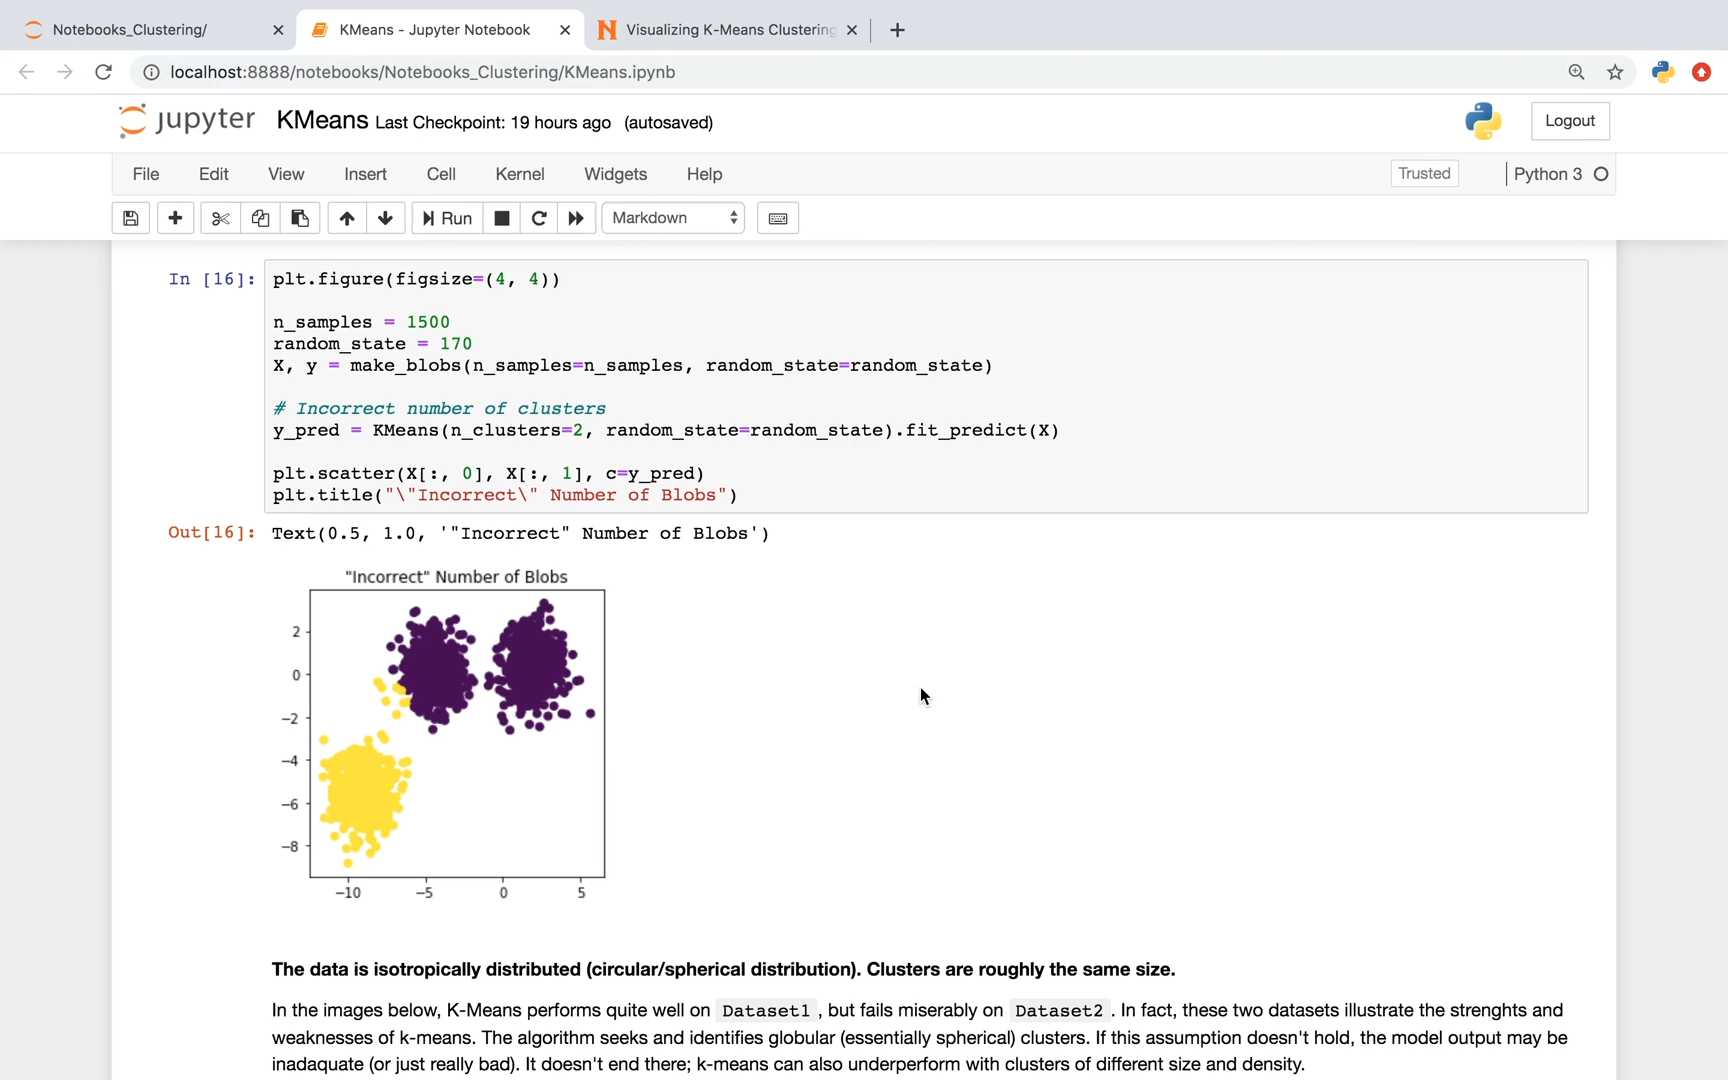 Notebooks_Clustering/
KMeans - Jupyter Notebook
Visualizing K-Means Clustering
localhost:8888/notebooks/Notebooks_Clustering/KMeans.ipynb
jupyter KMeans Last Checkpoint: 19 hours ago (autosaved)
Logout
File Edit View Insert Cell Kernel Widgets Help
Trusted
Python 3
Run
Markdown
In [16]: plt.figure(figsize=(4, 4))
n_samples = 1500
random_state = 170
X, y = make_blobs(n_samples=n_samples, random_state=random_state)
# Incorrect number of clusters
y_pred = KMeans(n_clusters=2, random_state=random_state).fit_predict(X)
plt.scatter(X[:, 0], X[:, 1], c=y_pred)
plt.title("\"Incorrect\" Number of Blobs")
Out[16]: Text(0.5, 1.0, '"Incorrect" Number of Blobs')
"Incorrect" Number of Blobs
2
0
−2
−4
−6
−8
−10 −5 0 5
The data is isotropically distributed (circular/spherical distribution). Clusters are roughly the same size.
In the images below, K-Means performs quite well on Dataset1 , but fails miserably on Dataset2 . In fact, these two datasets illustrate the strenghts and
weaknesses of k-means. The algorithm seeks and identifies globular (essentially spherical) clusters. If this assumption doesn't hold, the model output may be
inadaquate (or just really bad). It doesn't end there; k-means can also underperform with clusters of different size and density.